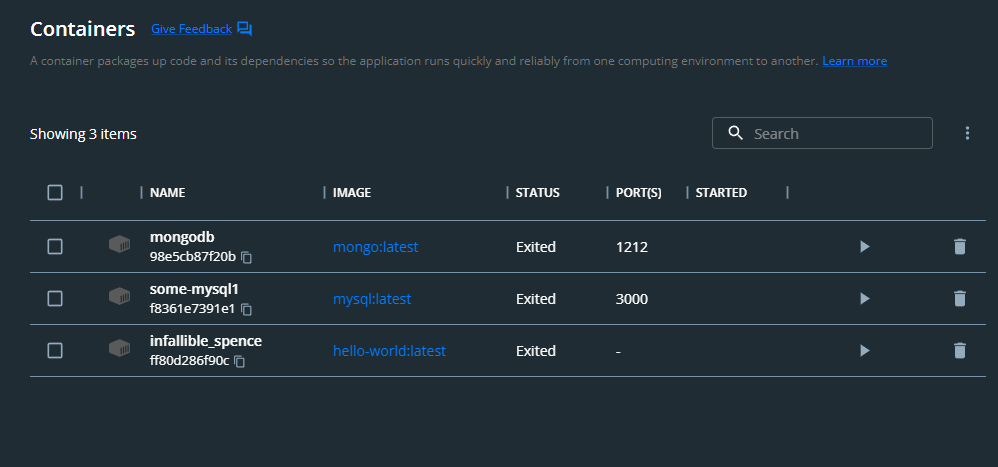 Containers Give Feedback
A container packages up code and its dependencies so the application runs quickly and reliably from one computing environment to another. Learn more
Showing 3 items
Search
NAME IMAGE STATUS PORT(S) STARTED
mongodb
98e5cb87f20b mongo:latest Exited 1212
some-mysql1
f8361e7391e1 mysql:latest Exited 3000
infallible_spence
ff80d286f90c hello-world:latest Exited -